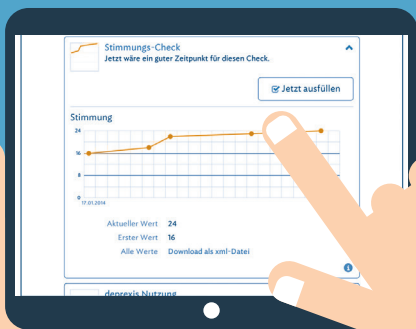 Stimmungs-Check
Jetzt wäre ein guter Zeitpunkt für diesen Check.
Jetzt ausfüllen
Stimmung
24
16
8
0
17.01.2014
Aktueller Wert 24
Erster Wert 16
Alle Werte Download als xml-Datei
deprexis Nutzung